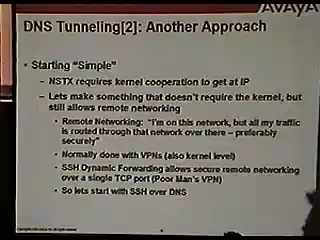 AVAYA
DNS Tunneling[2]: Another Approach
• Starting "Simple"
– NSTX requires kernel cooperation to get at IP
– Lets make something that doesn't require the kernel, but
still allows remote networking
• Remote Networking: "I'm on this network, but all my traffic
is routed through that network over there – preferably
securely"
• Normally done with VPNs (also kernel level)
• SSH Dynamic Forwarding allows secure remote networking
over a single TCP port (Poor Man's VPN)
• So lets start with SSH over DNS